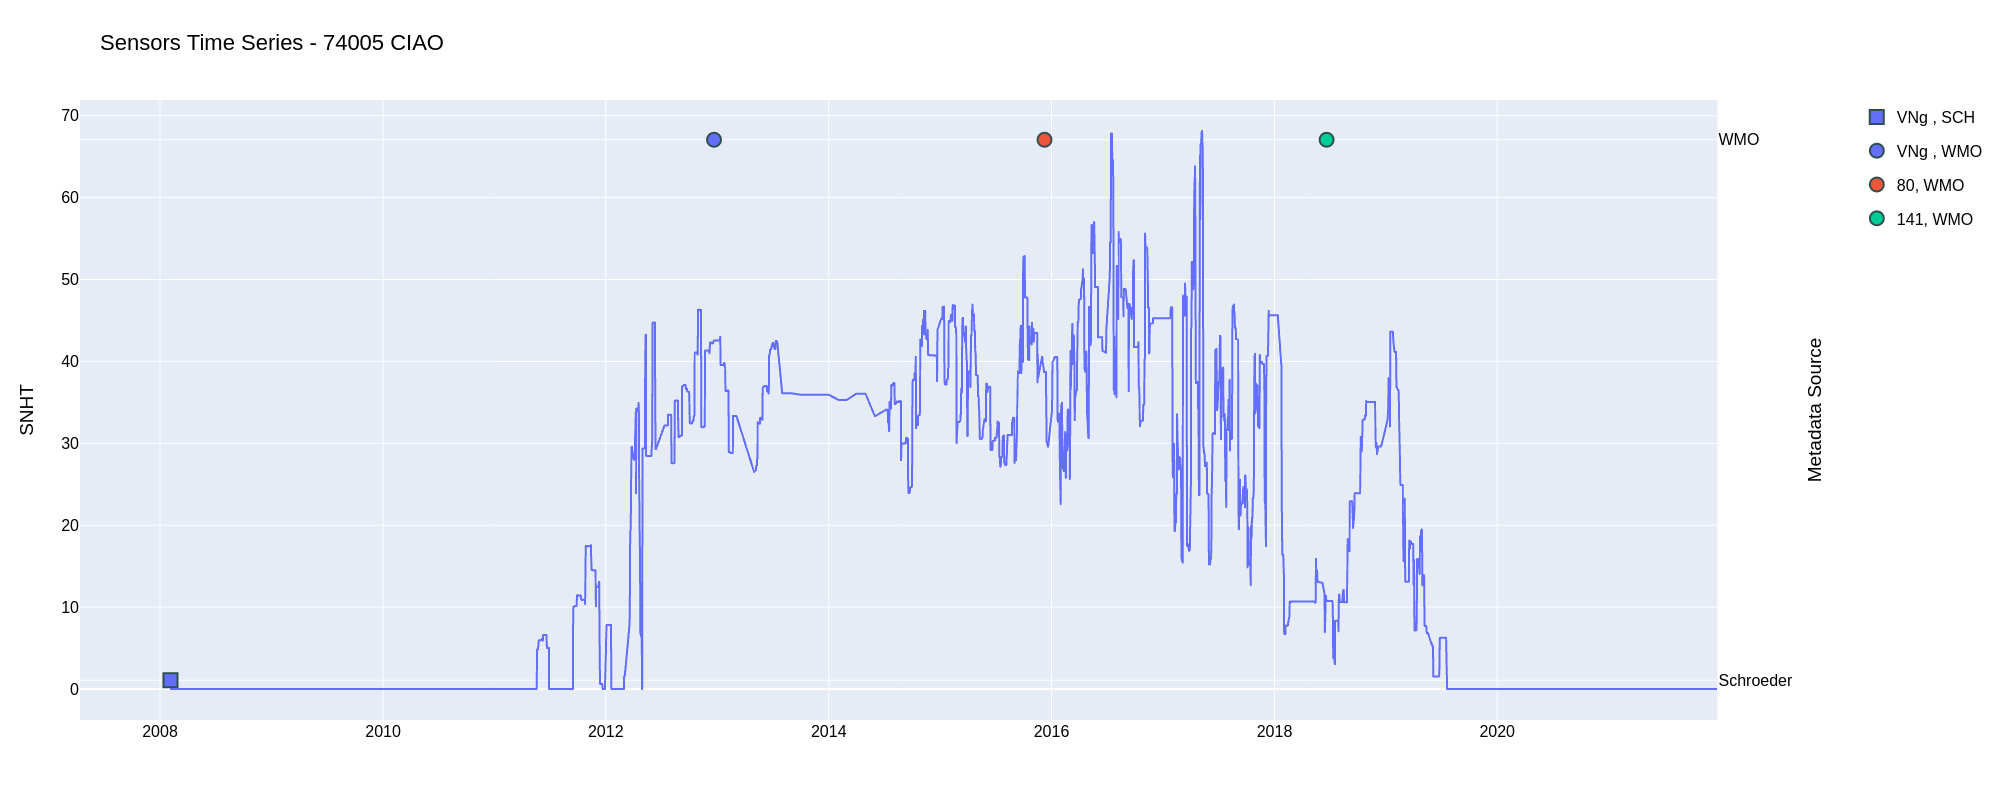 Sensors Time Series - 74005 CIAO
70
60
50
40
30
20
10
0
SNHT
2008
2010
2012
2014
2016
2018
2020
WMO
Schroeder
Metadata Source
VNg , SCH
VNg , WMO
80, WMO
141, WMO